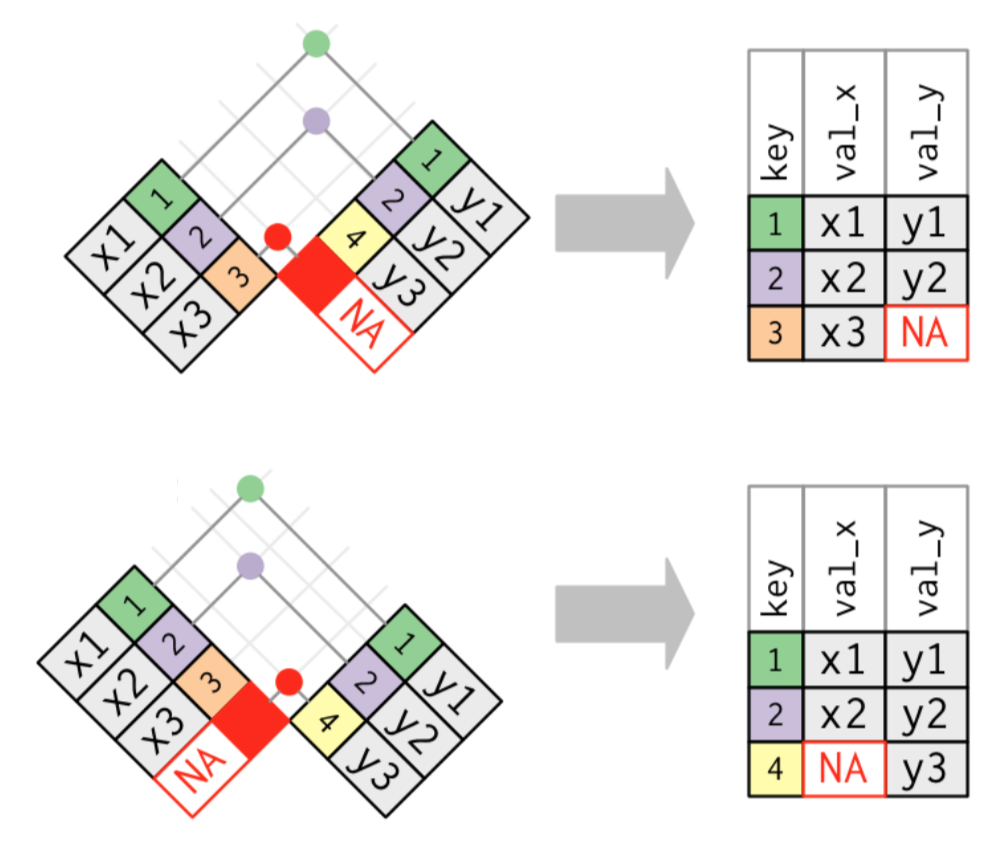 1 x1
2 x2
3 x3
1 y1
2 y2
4 y3
NA
key val_x val_y
1 x1 y1
2 x2 y2
3 x3 NA
1 x1
2 x2
3 x3
NA
1 y1
2 y2
4 y3
key val_x val_y
1 x1 y1
2 x2 y2
4 NA y3